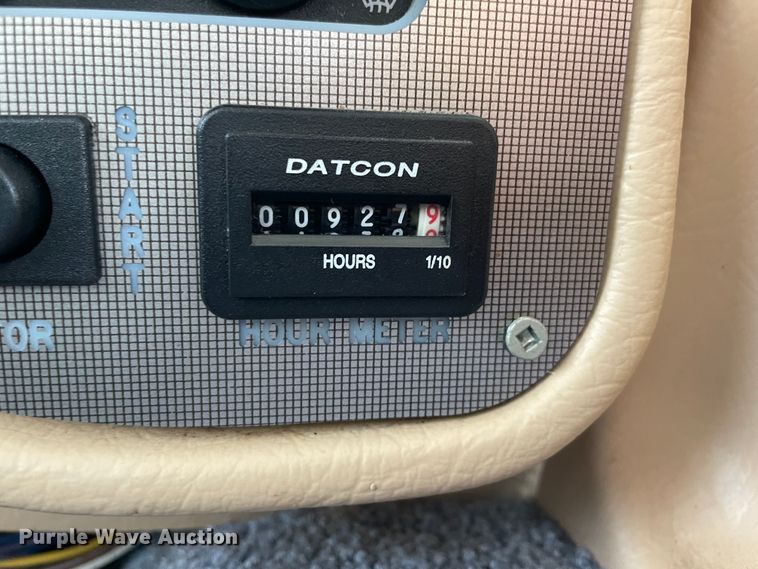 START
DATCON
0 0 9 2 7 9
HOURS 1/10
HOUR METER
TOR
Purple Wave Auction